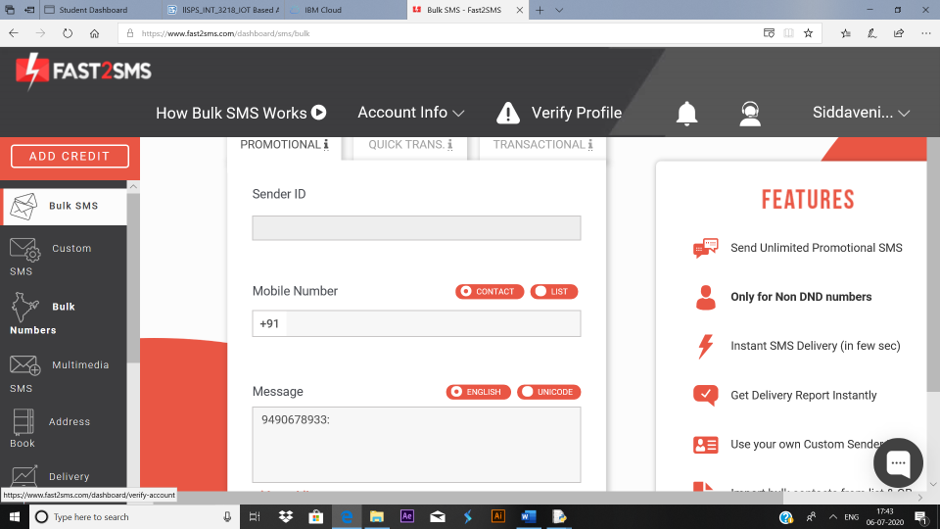 Student Dashboard
IISPS_INT_3218_IOT Based A
IBM Cloud
Bulk SMS - Fast2SMS
https://www.fast2sms.com/dashboard/sms/bulk
FAST2SMS
How Bulk SMS Works
Account Info
Verify Profile
Siddaveni...
ADD CREDIT
PROMOTIONAL
QUICK TRANS.
TRANSACTIONAL
Bulk SMS
Custom
SMS
Bulk
Numbers
Multimedia
SMS
Address
Book
Delivery
Sender ID
Mobile Number
CONTACT
LIST
+91
Message
ENGLISH
UNICODE
9490678933:
FEATURES
Send Unlimited Promotional SMS
Only for Non DND numbers
Instant SMS Delivery (in few sec)
Get Delivery Report Instantly
Use your own Custom Sender
https://www.fast2sms.com/dashboard/verify-account
Type here to search
ENG
17:43
06-07-2020
1